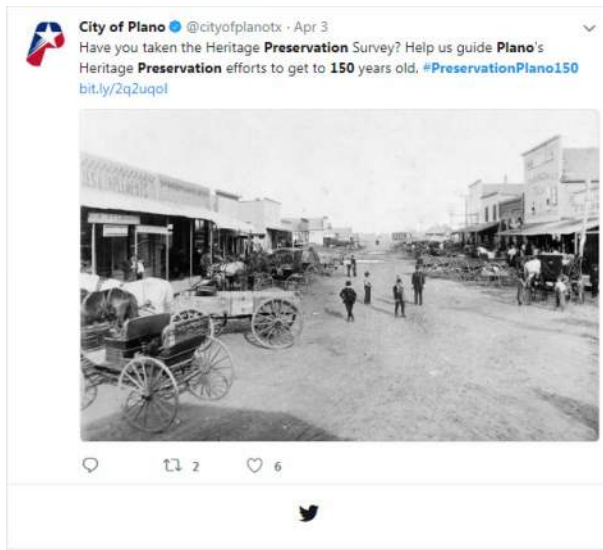 City of Plano @cityofplanotx · Apr 3
Have you taken the Heritage Preservation Survey? Help us guide Plano's
Heritage Preservation efforts to get to 150 years old. #PreservationPlano150
bit.ly/2q2uqol
2 6